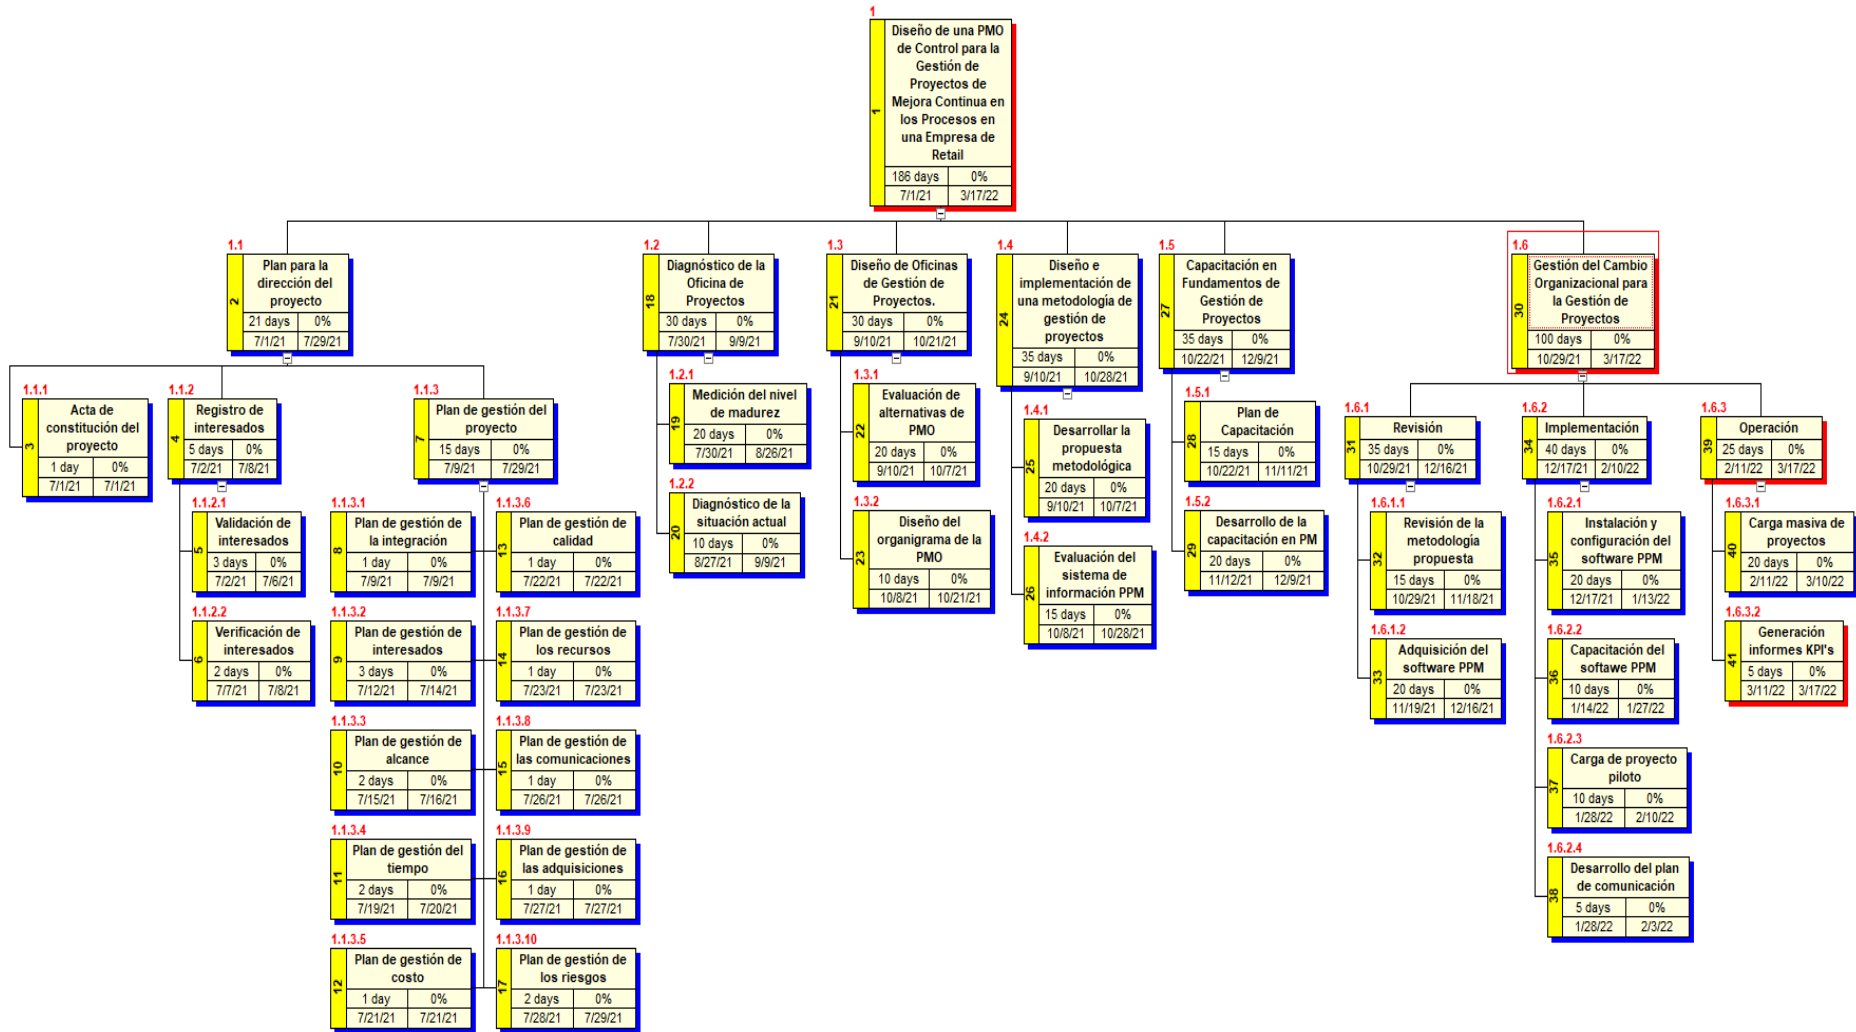 1
Diseño de una PMO
de Control para la
Gestión de
Proyectos de
Mejora Continua en
los Procesos en
una Empresa de
Retail
1
186 days 0%
7/1/21 3/17/22
1.1
Plan para la
dirección del
proyecto
2
21 days 0%
7/1/21 7/29/21
1.1.1
Acta de
constitución del
proyecto
3
1 day 0%
7/1/21 7/1/21
1.1.2
Registro de
interesados
4
5 days 0%
7/2/21 7/8/21
1.1.2.1
Validación de
interesados
5
3 days 0%
7/2/21 7/6/21
1.1.2.2
Verificación de
interesados
6
2 days 0%
7/7/21 7/8/21
1.1.3
Plan de gestión del
proyecto
7
15 days 0%
7/9/21 7/29/21
1.1.3.1
Plan de gestión de
la integración
8
1 day 0%
7/9/21 7/9/21
1.1.3.2
Plan de gestión de
interesados
9
3 days 0%
7/12/21 7/14/21
1.1.3.3
Plan de gestión de
alcance
10
2 days 0%
7/15/21 7/16/21
1.1.3.4
Plan de gestión del
tiempo
11
2 days 0%
7/19/21 7/20/21
1.1.3.5
Plan de gestión de
costo
12
1 day 0%
7/21/21 7/21/21
1.1.3.6
Plan de gestión de
calidad
13
1 day 0%
7/22/21 7/22/21
1.1.3.7
Plan de gestión de
los recursos
14
1 day 0%
7/23/21 7/23/21
1.1.3.8
Plan de gestión de
las comunicaciones
15
1 day 0%
7/26/21 7/26/21
1.1.3.9
Plan de gestión de
las adquisiciones
16
1 day 0%
7/27/21 7/27/21
1.1.3.10
Plan de gestión de
los riesgos
17
2 days 0%
7/28/21 7/29/21
1.2
Diagnóstico de la
Oficina de
Proyectos
18
30 days 0%
7/30/21 9/9/21
1.2.1
Medición del nivel
de madurez
19
20 days 0%
7/30/21 8/26/21
1.2.2
Diagnóstico de la
situación actual
20
10 days 0%
8/27/21 9/9/21
1.3
Diseño de Oficinas
de Gestión de
Proyectos.
21
30 days 0%
9/10/21 10/21/21
1.3.1
Evaluación de
alternativas de
PMO
22
20 days 0%
9/10/21 10/7/21
1.3.2
Diseño del
organigrama de la
PMO
23
10 days 0%
10/8/21 10/21/21
1.4
Diseño e
implementación de
una metodología de
gestión de
proyectos
24
35 days 0%
9/10/21 10/28/21
1.4.1
Desarrollar la
propuesta
metodológica
25
20 days 0%
9/10/21 10/7/21
1.4.2
Evaluación del
sistema de
información PPM
26
15 days 0%
10/8/21 10/28/21
1.5
Capacitación en
Fundamentos de
Gestión de
Proyectos
27
35 days 0%
10/22/21 12/9/21
1.5.1
Plan de
Capacitación
28
15 days 0%
10/22/21 11/11/21
1.5.2
Desarrollo de la
capacitación en PM
29
20 days 0%
11/12/21 12/9/21
1.6
Gestión del Cambio
Organizacional para
la Gestión de
Proyectos
30
100 days 0%
10/29/21 3/17/22
1.6.1
Revisión
31
35 days 0%
10/29/21 12/16/21
1.6.1.1
Revisión de la
metodología
propuesta
32
15 days 0%
10/29/21 11/18/21
1.6.1.2
Adquisición del
software PPM
33
20 days 0%
11/19/21 12/16/21
1.6.2
Implementación
34
40 days 0%
12/17/21 2/10/22
1.6.2.1
Instalación y
configuración del
software PPM
35
20 days 0%
12/17/21 1/13/22
1.6.2.2
Capacitación del
softawe PPM
36
10 days 0%
1/14/22 1/27/22
1.6.2.3
Carga de proyecto
piloto
37
10 days 0%
1/28/22 2/10/22
1.6.2.4
Desarrollo del plan
de comunicación
38
5 days 0%
1/28/22 2/3/22
1.6.3
Operación
39
25 days 0%
2/11/22 3/17/22
1.6.3.1
Carga masiva de
proyectos
40
20 days 0%
2/11/22 3/10/22
1.6.3.2
Generación
informes KPI's
41
5 days 0%
3/11/22 3/17/22